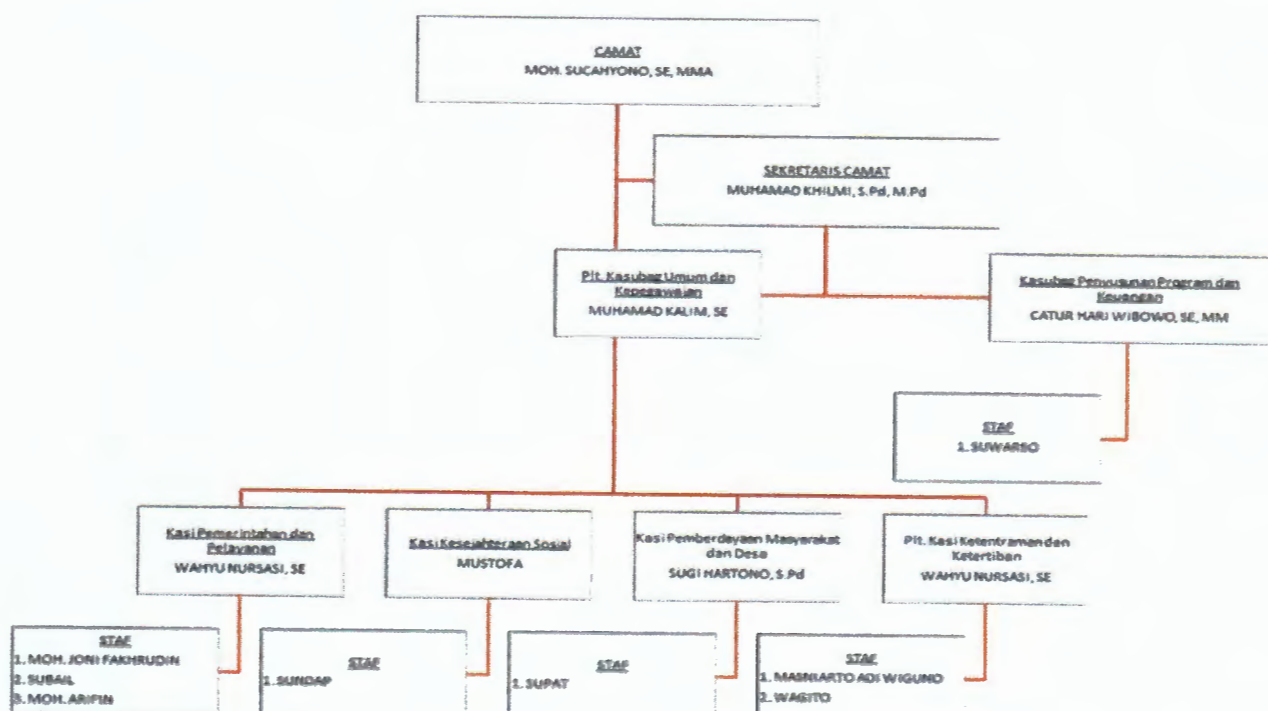 CAMAT
MOH. SUCAHYONO, SE, MMA
SEKRETARIS CAMAT
MUHAMAD KHILMI, S.Pd, M.Pd
Plt. Kasubag Umum dan
Kepegawaian
MUHAMAD KALIM, SE
Kasubag Penyusunan Program dan
Keuangan
CATUR HARI WIBOWO, SE, MM
STAF
1. SUWARSO
Kasi Pemerintahan dan
Pelayanan
WAHYU NURSASI, SE
Kasi Kesejahteraan Sosial
MUSTOFA
Kasi Pemberdayaan Masyarakat
dan Desa
SUGI HARTONO, S.Pd
Plt. Kasi Ketentraman dan
Ketertiban
WAHYU NURSASI, SE
STAF
1. MOH. JONI FAKHRUDIN
2. SUBAIL
3. MOH. ARIFIN
STAF
1. SUNDAP
STAF
1. SUPAT
STAF
1. MASNIARTO ADI WIGUNO
2. WAGITO